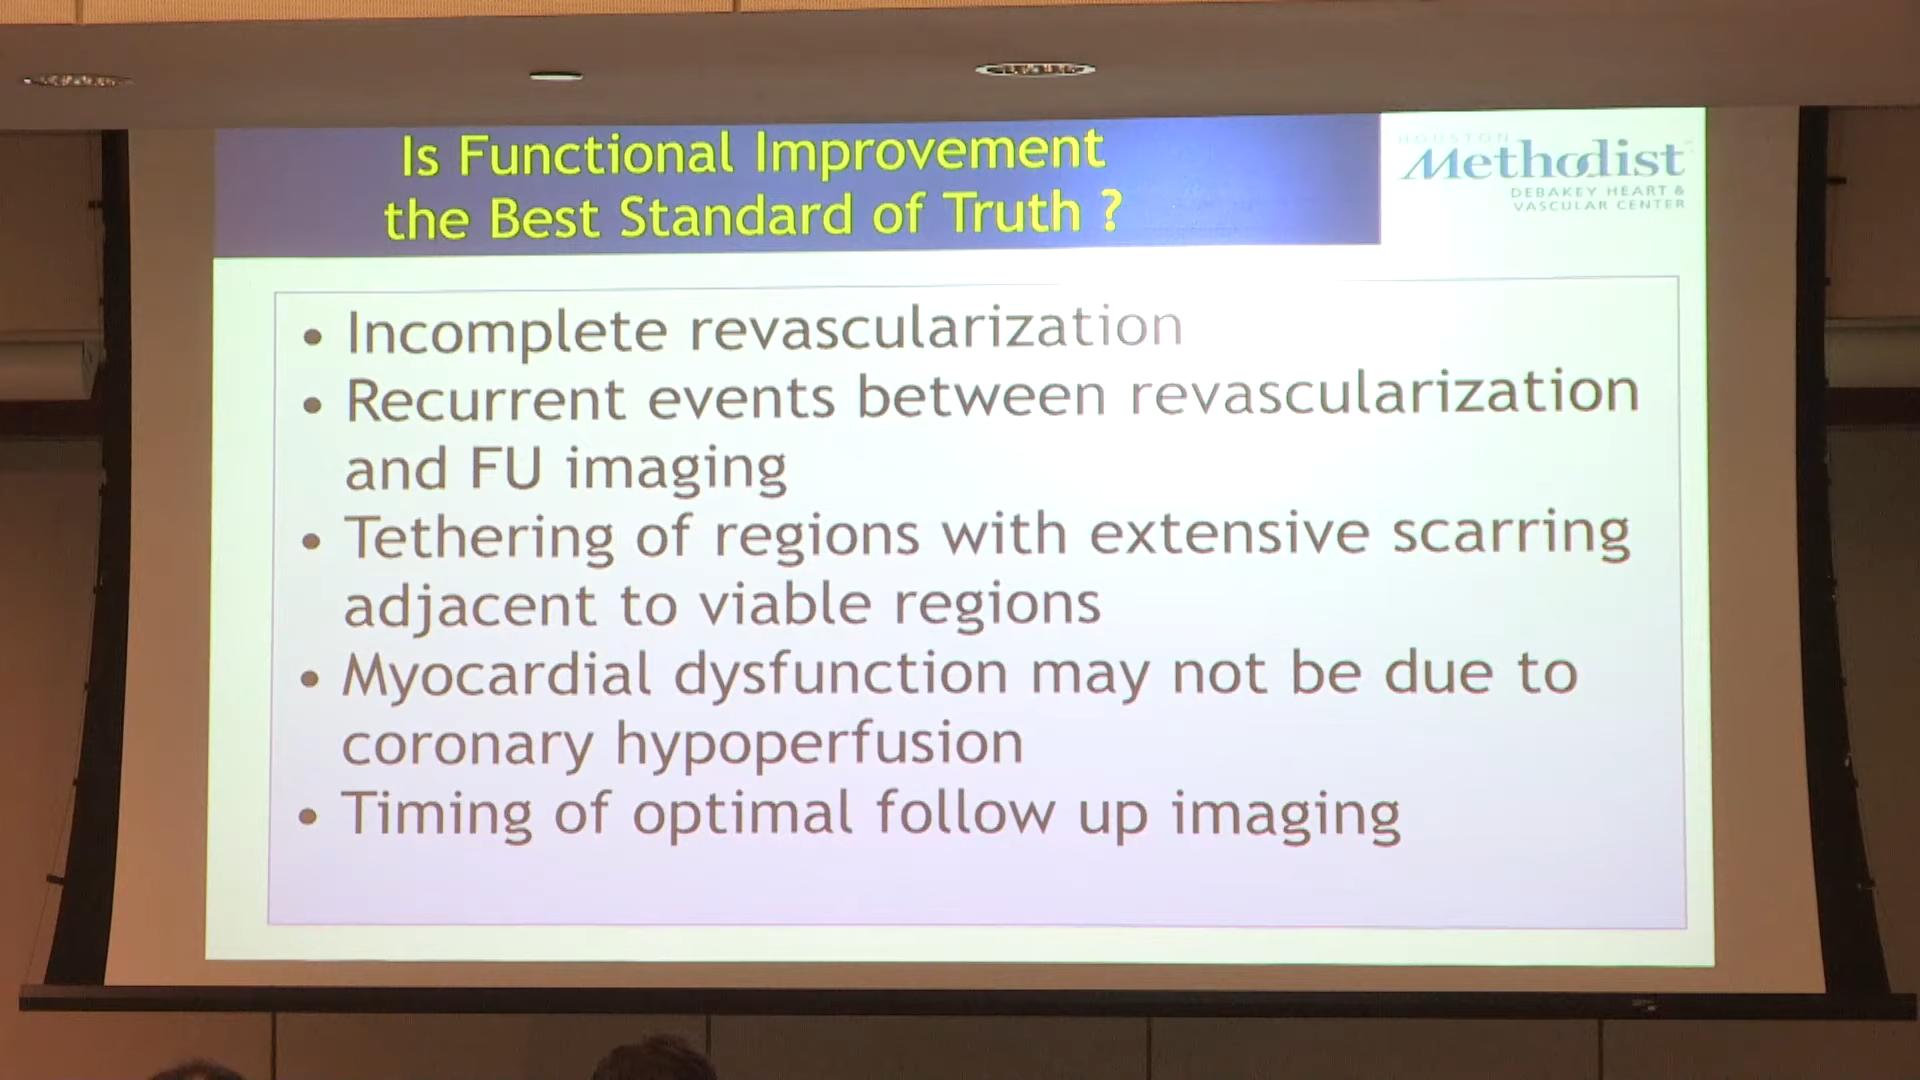 Is Functional Improvement
the Best Standard of Truth ?
HOUSTON
Methodist
DEBAKEY HEART &
VASCULAR CENTER
• Incomplete revascularization
• Recurrent events between revascularization
and FU imaging
• Tethering of regions with extensive scarring
adjacent to viable regions
• Myocardial dysfunction may not be due to
coronary hypoperfusion
• Timing of optimal follow up imaging